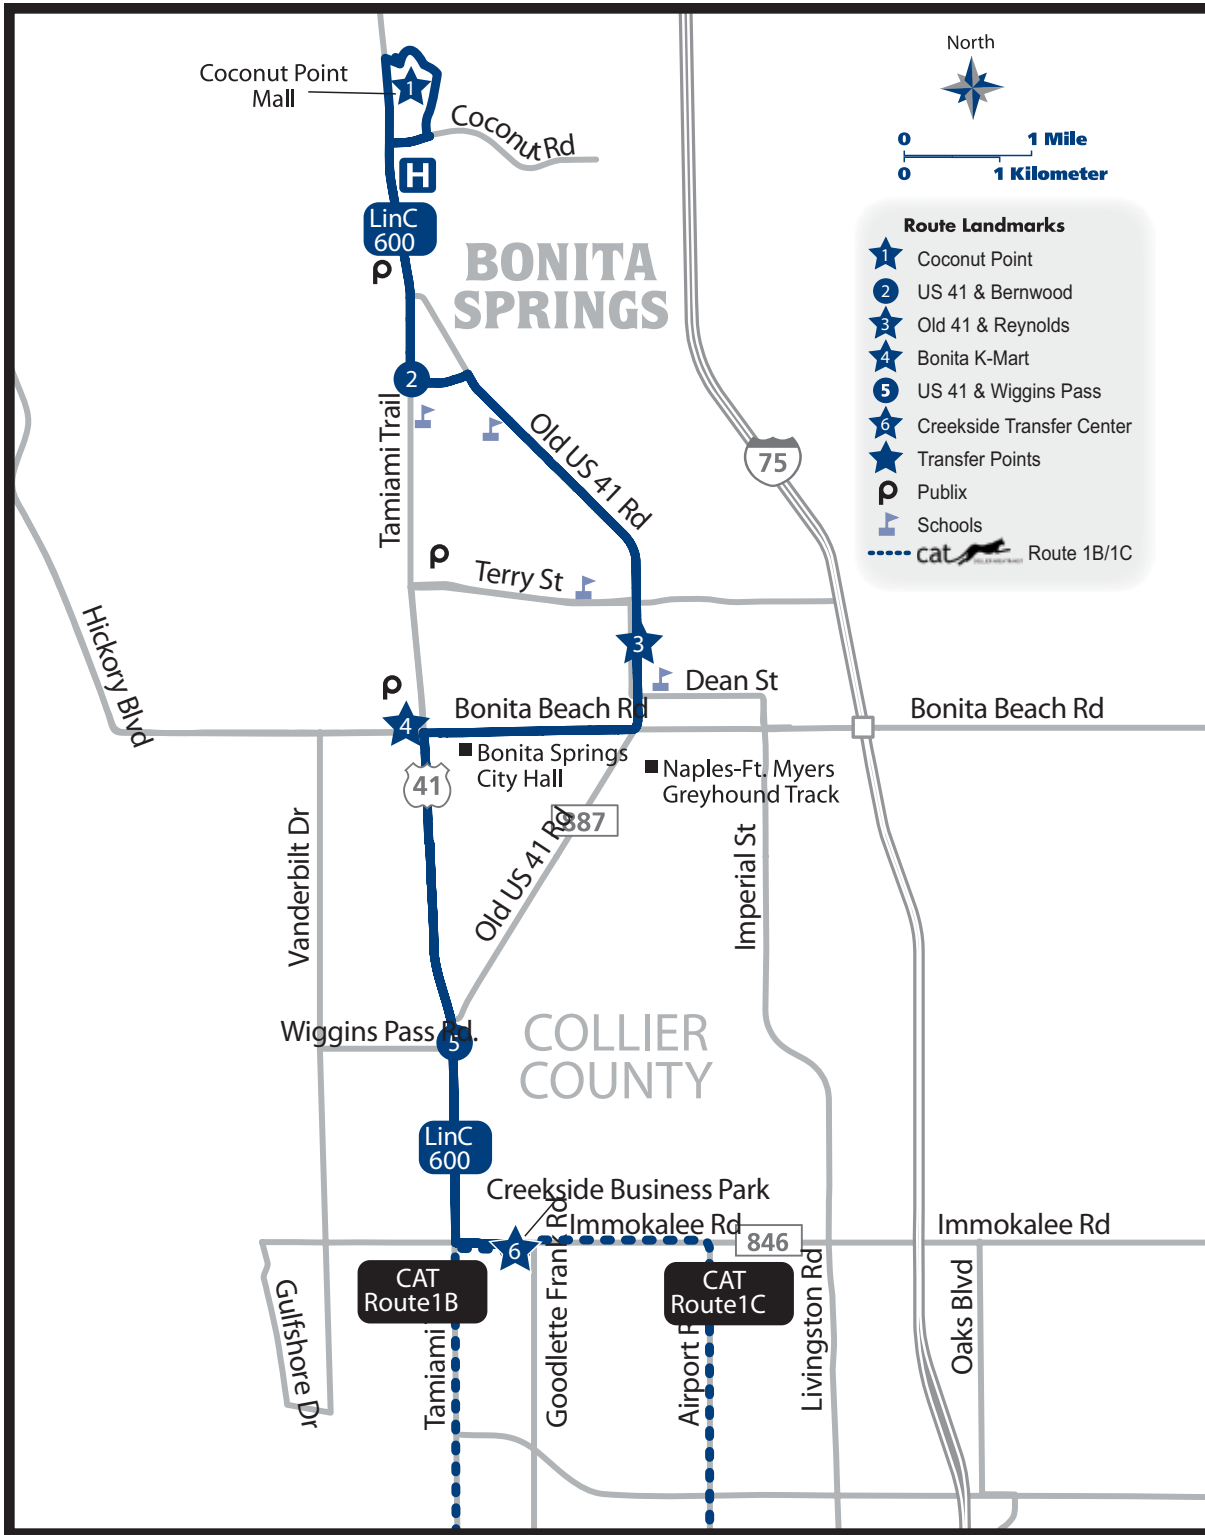 North
0 1 Mile
0 1 Kilometer
Coconut Point
Mall
1
Coconut Rd
H
LinC
600
p
BONITA
SPRINGS
Route Landmarks
1 Coconut Point
2 US 41 & Bernwood
3 Old 41 & Reynolds
4 Bonita K-Mart
5 US 41 & Wiggins Pass
6 Creekside Transfer Center
Transfer Points
p Publix
Schools
cat Route 1B/1C
2
Tamiami Trail
Old US 41 Rd
75
p
Terry St
Hickory Blvd
3
p
Dean St
4
Bonita Beach Rd
Bonita Beach Rd
Bonita Springs
City Hall
41
Naples-Ft. Myers
Greyhound Track
887
Old US 41 Rd
Vanderbilt Dr
Imperial St
Wiggins Pass Rd.
5
COLLIER
COUNTY
LinC
600
Creekside Business Park
6
Immokalee Rd
846
Immokalee Rd
CAT
Route1B
CAT
Route1C
Gulfshore Dr
Tamiami
Goodlette Frank Rd
Airport
Livingston Rd
Oaks Blvd